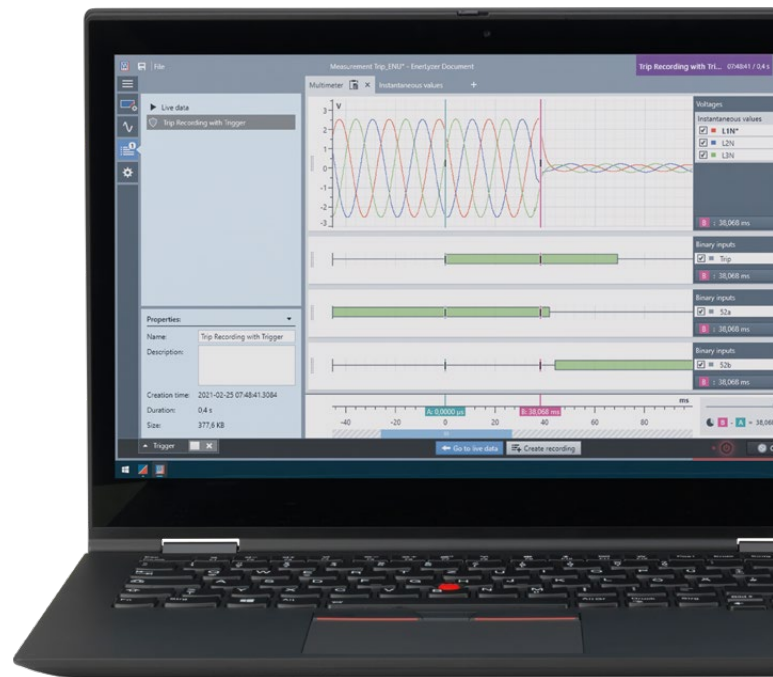 File
Measurement Trip_ENU* - Enerlyzer Document
Trip Recording with Tri... 07:48:41 / 0,4 s
Multimeter
Instantaneous values
Live data
Trip Recording with Trigger
V
3
2
1
0
-1
-2
-3
Voltages
Instantaneous values
L1N*
L2N
L3N
B : 38,068 ms
Binary inputs
Trip
B : 38,068 ms
Binary inputs
52a
B : 38,068 ms
Binary inputs
52b
B : 38,068 ms
Properties:
Name: Trip Recording with Trigger
Description:
Creation time: 2021-02-25 07:48:41.3084
Duration: 0,4 s
Size: 377,6 KB
ms
A: 0,0000 µs
B: 38,068 ms
-40 -20 0 20 40 60 80
B - A = 38,068
Trigger
Go to live data
Create recording